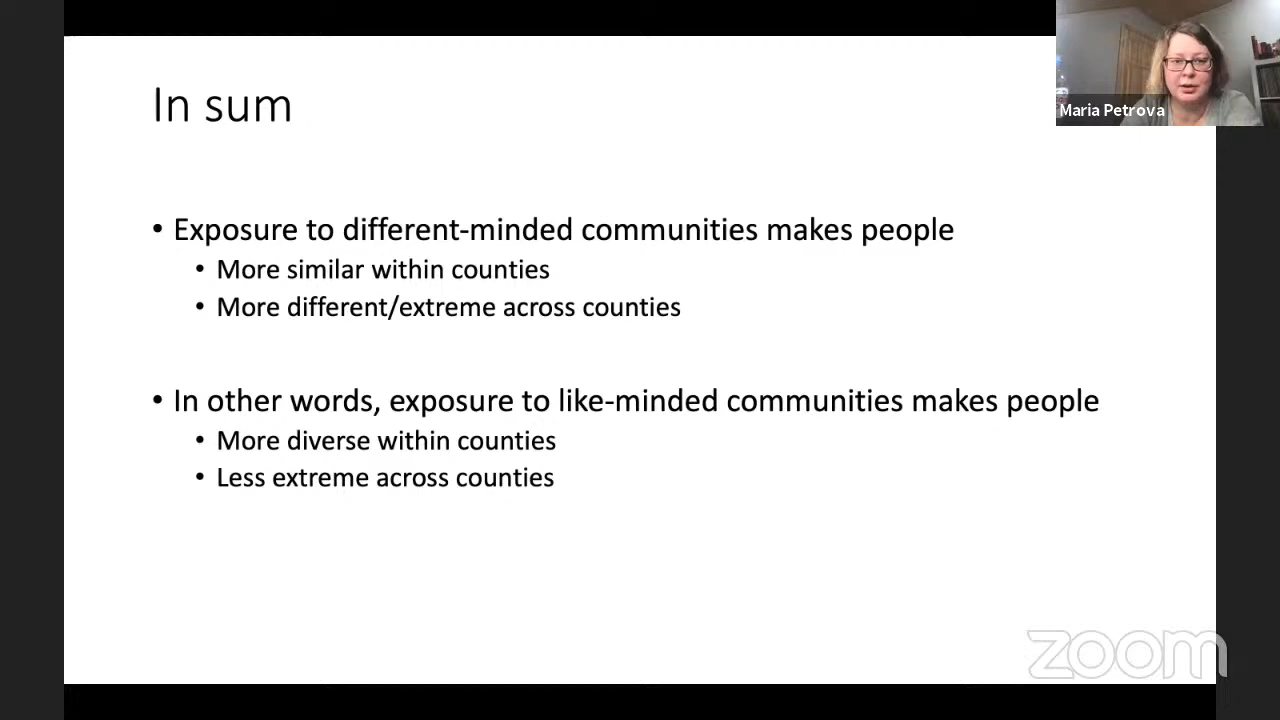 In sum
Maria Petrova
• Exposure to different-minded communities makes people
• More similar within counties
• More different/extreme across counties
• In other words, exposure to like-minded communities makes people
• More diverse within counties
• Less extreme across counties
zoom